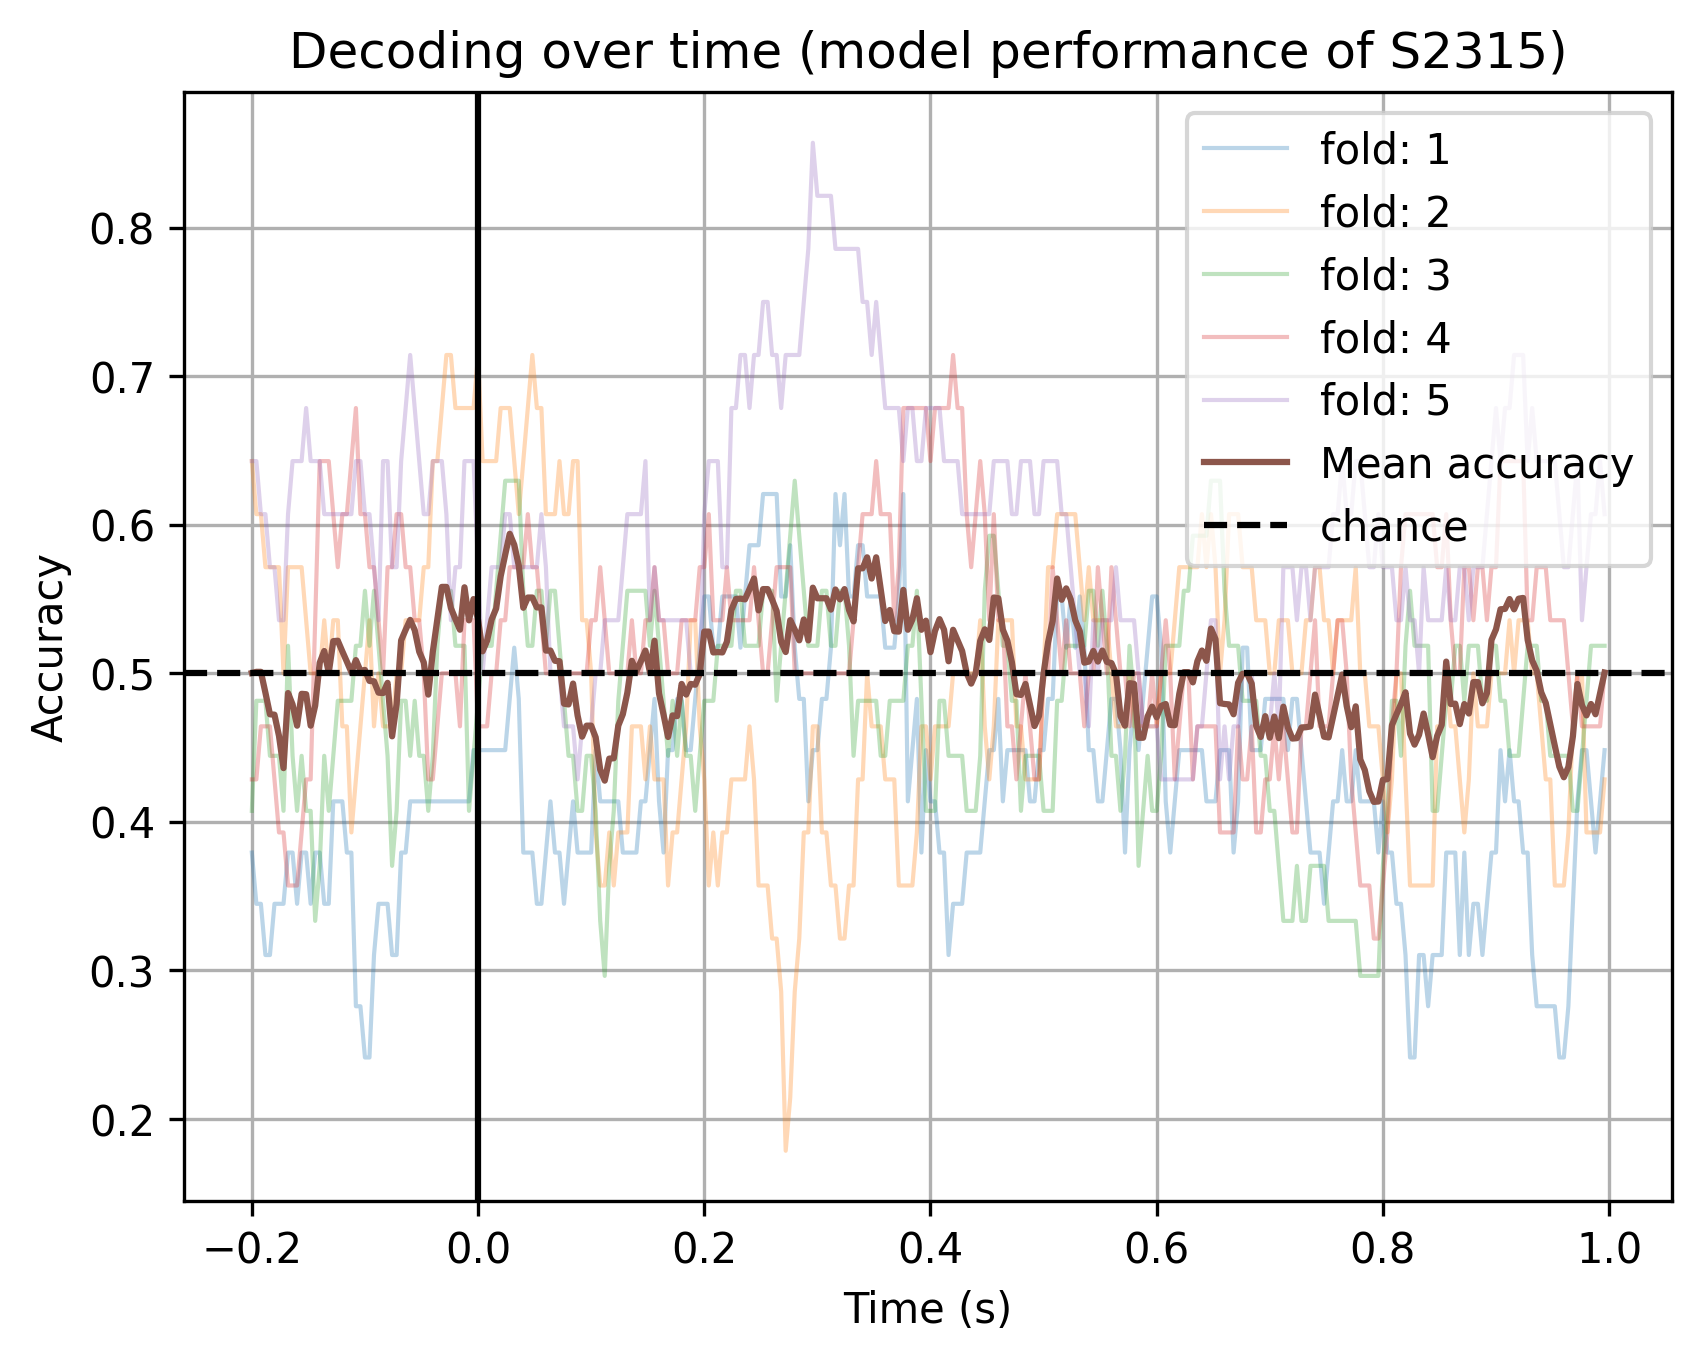 Decoding over time (model performance of S2315)
fold: 1
fold: 2
fold: 3
fold: 4
fold: 5
Mean accuracy
chance
Accuracy
0.8
0.7
0.6
0.5
0.4
0.3
0.2
−0.2 0.0 0.2 0.4 0.6 0.8 1.0
Time (s)